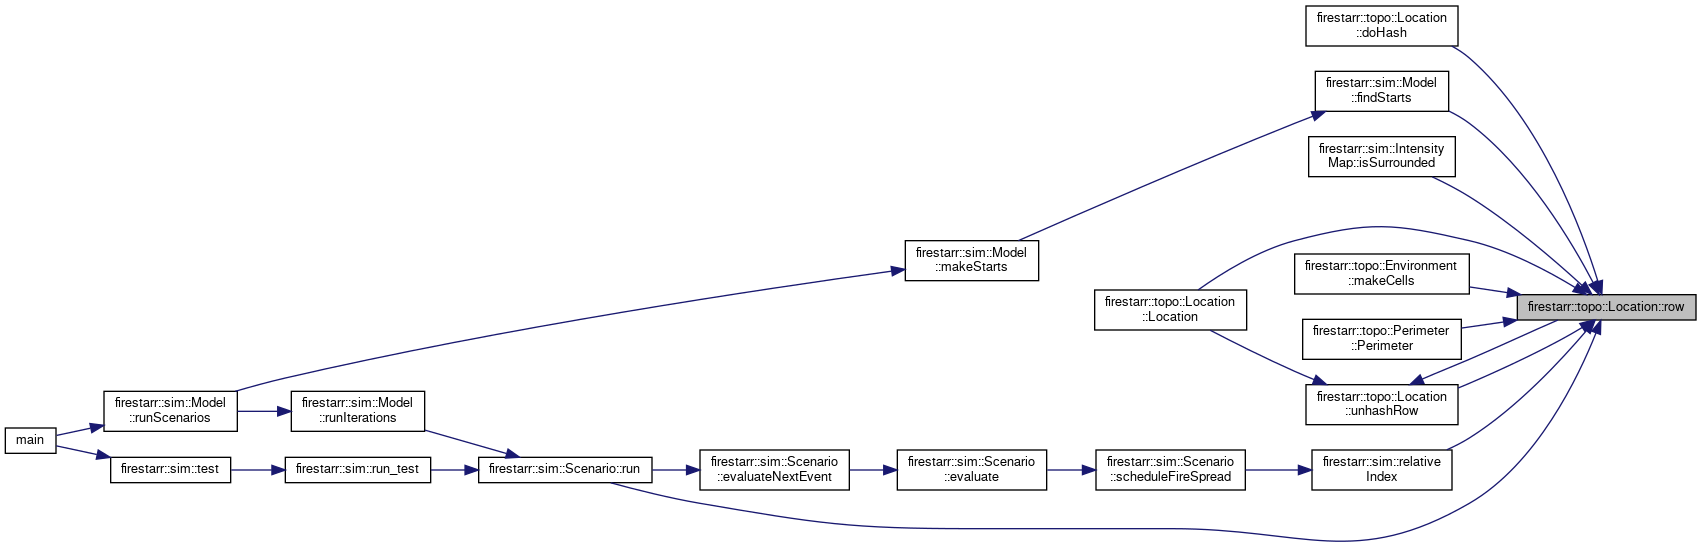 firestarr::topo::Location
::doHash
firestarr::sim::Model
::findStarts
firestarr::sim::Intensity
Map::isSurrounded
firestarr::sim::Model
::makeStarts
firestarr::topo::Environment
::makeCells
firestarr::topo::Location
::Location
firestarr::topo::Location::row
firestarr::topo::Perimeter
::Perimeter
firestarr::topo::Location
::unhashRow
firestarr::sim::Model
::runScenarios
firestarr::sim::Model
::runIterations
main
firestarr::sim::test
firestarr::sim::run_test
firestarr::sim::Scenario::run
firestarr::sim::Scenario
::evaluateNextEvent
firestarr::sim::Scenario
::evaluate
firestarr::sim::Scenario
::scheduleFireSpread
firestarr::sim::relative
Index